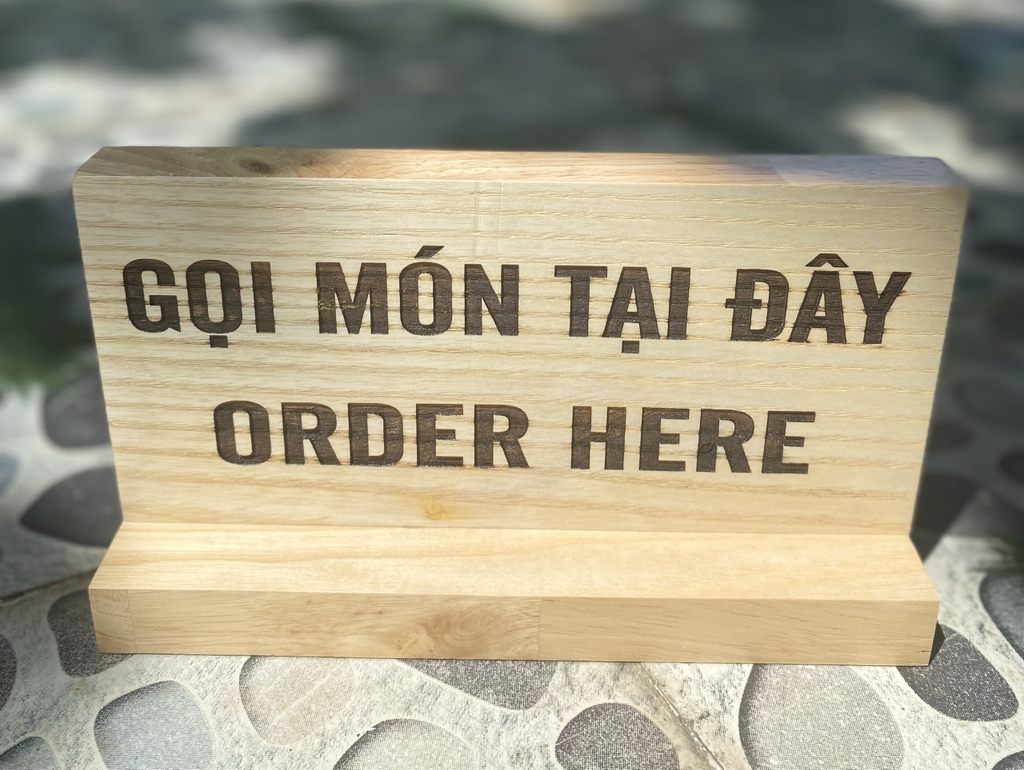 GỌI MÓN TẠI ĐÂY
ORDER HERE